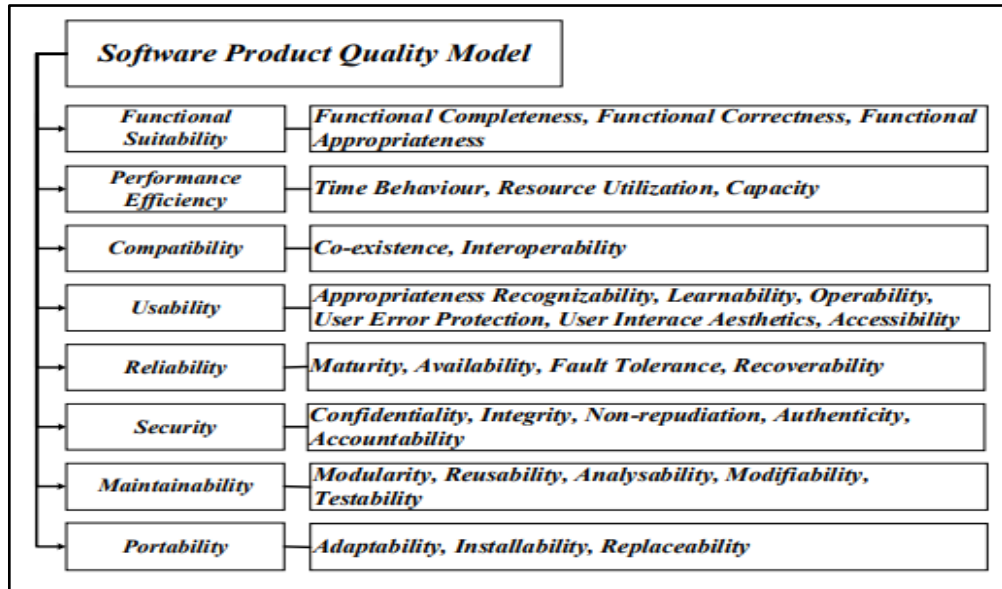 Software Product Quality Model
Functional
Suitability
Functional Completeness, Functional Correctness, Functional
Appropriateness
Performance
Efficiency
Time Behaviour, Resource Utilization, Capacity
Compatibility
Co-existence, Interoperability
Usability
Appropriateness Recognizability, Learnability, Operability,
User Error Protection, User Interace Aesthetics, Accessibility
Reliability
Maturity, Availability, Fault Tolerance, Recoverability
Security
Confidentiality, Integrity, Non-repudiation, Authenticity,
Accountability
Maintainability
Modularity, Reusability, Analysability, Modifiability,
Testability
Portability
Adaptability, Installability, Replaceability